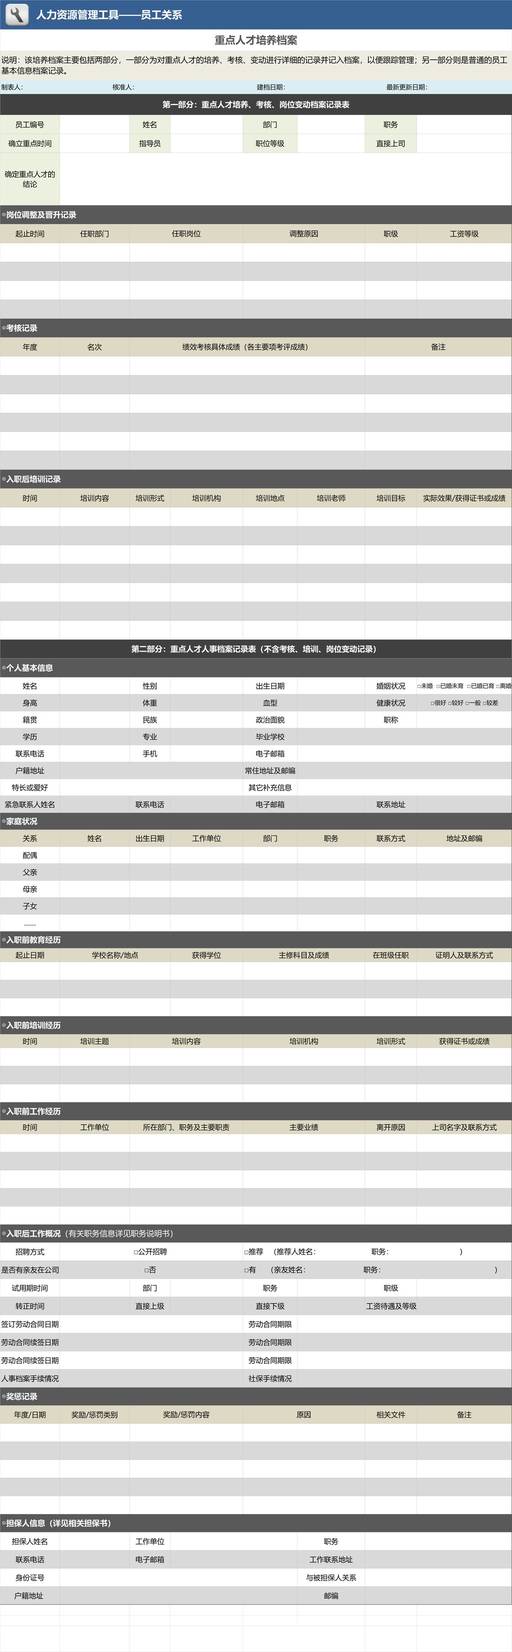 人力资源管理工具——员工关系
重点人才培养档案
说明：该培养档案主要包括两部分，一部分为对重点人才的培养、考核、变动进行详细的记录并记入档案，以便跟踪管理；另一部分则是普通的员工
基本信息档案记录。
制表人： 核准人： 建档日期： 最新更新日期：
第一部分：重点人才培养、考核、岗位变动档案记录表
员工编号 姓名 部门 职务
确立重点时间 指导员 职位等级 直接上司
确定重点人才的
结论
岗位调整及晋升记录
起止时间 任职部门 任职岗位 调整原因 职级 工资等级
考核记录
年度 名次 绩效考核具体成绩（各主要项考评成绩） 备注
入职后培训记录
时间 培训内容 培训形式 培训机构 培训地点 培训老师 培训目标 实际效果/获得证书或成绩
第二部分：重点人才人事档案记录表（不含考核、培训、岗位变动记录）
个人基本信息
姓名 性别 出生日期 婚姻状况 □未婚 □已婚未育 □已婚已育 □离婚
身高 体重 血型 健康状况 □很好 □较好 □一般 □较差
籍贯 民族 政治面貌 职称
学历 专业 毕业学校
联系电话 手机 电子邮箱
户籍地址 常住地址及邮编
特长或爱好 其它补充信息
紧急联系人姓名 联系电话 电子邮箱 联系地址
家庭状况
关系 姓名 出生日期 工作单位 部门 职务 联系方式 地址及邮编
配偶
父亲
母亲
子女
……
入职前教育经历
起止日期 学校名称/地点 获得学位 主修科目及成绩 在班级任职 证明人及联系方式
入职前培训经历
时间 培训主题 培训内容 培训机构 培训形式 获得证书或成绩
入职前工作经历
时间 工作单位 所在部门、职务及主要职责 主要业绩 离开原因 上司名字及联系方式
入职后工作概况（有关职务信息详见职务说明书）
招聘方式 □公开招聘 □推荐 （推荐人姓名： 职务： ）
是否有亲友在公司 □否 □有 （亲友姓名： 职务： ）
试用期时间 部门 职务 职级
转正时间 直接上级 直接下级 工资待遇及等级
签订劳动合同日期 劳动合同期限
劳动合同续签日期 劳动合同期限
劳动合同续签日期 劳动合同期限
人事档案手续情况 社保手续情况
奖惩记录
年度/日期 奖励/惩罚类别 奖励/惩罚内容 原因 相关文件 备注
担保人信息（详见相关担保书）
担保人姓名 工作单位 职务
联系电话 电子邮箱 工作联系地址
身份证号 与被担保人关系
户籍地址 邮编